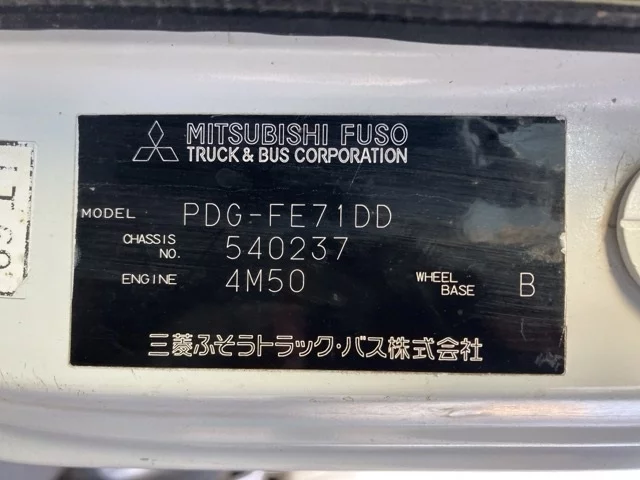 MITSUBISHI FUSO
TRUCK & BUS CORPORATION
MODEL PDG-FE71DD
CHASSIS NO. 540237
ENGINE 4M50 WHEEL BASE B
三菱ふそうトラック・バス株式会社